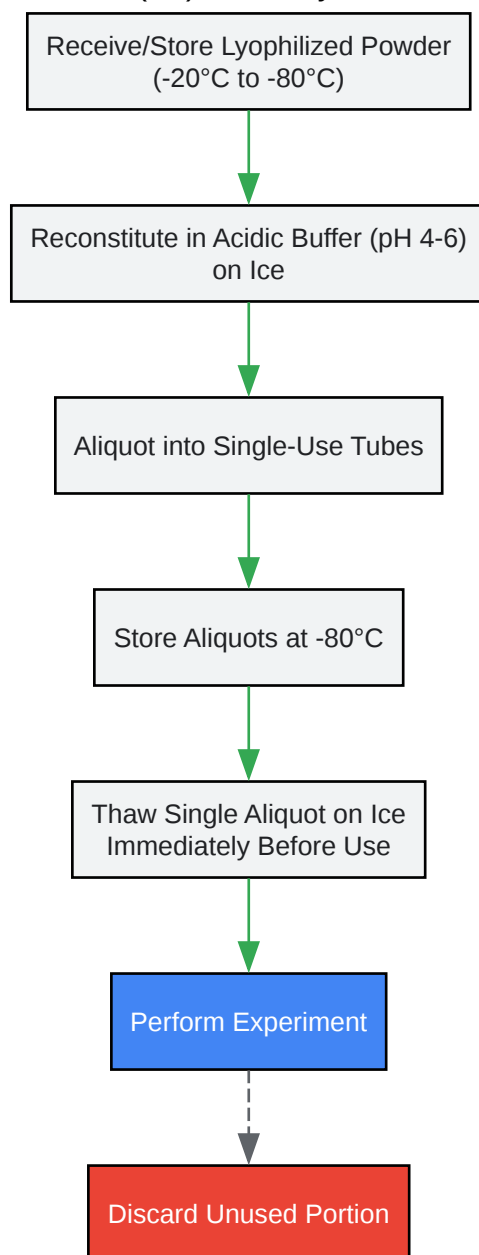 Receive/Store Lyophilized Powder
(-20°C to -80°C)
Reconstitute in Acidic Buffer (pH 4-6)
on Ice
Aliquot into Single-Use Tubes
Store Aliquots at -80°C
Thaw Single Aliquot on Ice
Immediately Before Use
Perform Experiment
Discard Unused Portion